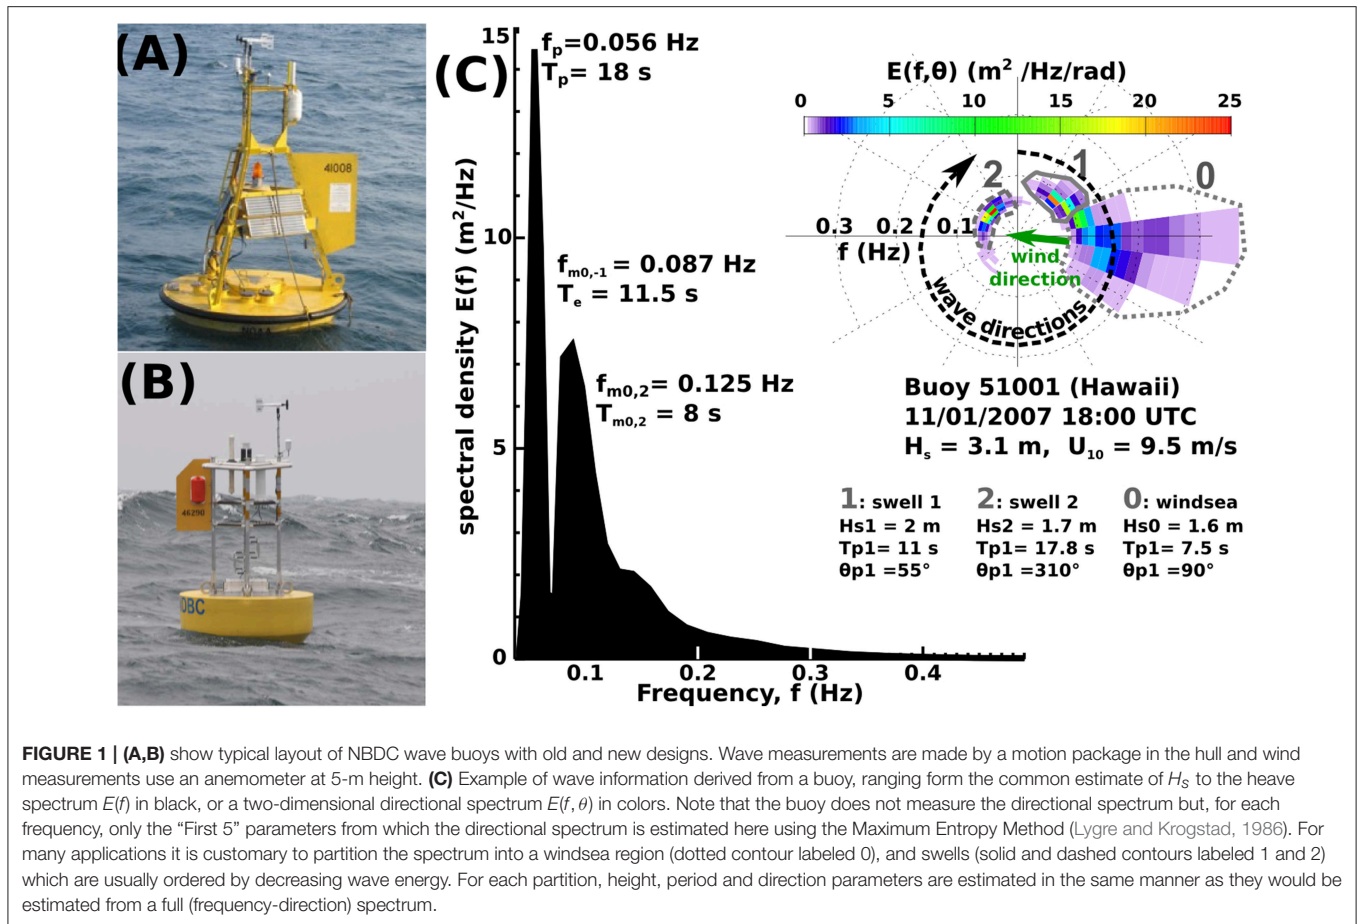 (A)
41008
NOAA
(B)
46290
DBC
(C)
15
10
5
0
spectral density E(f) (m²/Hz)
fp=0.056 Hz
Tp= 18 s
fm0,-1 = 0.087 Hz
Te = 11.5 s
fm0,2= 0.125 Hz
Tm0,2 = 8 s
0.1 0.2 0.3 0.4
Frequency, f (Hz)
E(f,θ) (m² /Hz/rad)
0 5 10 15 20 25
2 1 0
0.3 0.2 0.1
f (Hz)
wind
direction
wave directions
Buoy 51001 (Hawaii)
11/01/2007 18:00 UTC
Hs = 3.1 m, U10 = 9.5 m/s
1: swell 1 2: swell 2 0: windsea
Hs1 = 2 m Hs2 = 1.7 m Hs0 = 1.6 m
Tp1= 11 s Tp1= 17.8 s Tp1= 7.5 s
θp1 =55° θp1 =310° θp1 =90°
FIGURE 1 | (A,B) show typical layout of NBDC wave buoys with old and new designs. Wave measurements are made by a motion package in the hull and wind
measurements use an anemometer at 5-m height. (C) Example of wave information derived from a buoy, ranging form the common estimate of HS to the heave
spectrum E(f) in black, or a two-dimensional directional spectrum E(f, θ) in colors. Note that the buoy does not measure the directional spectrum but, for each
frequency, only the “First 5” parameters from which the directional spectrum is estimated here using the Maximum Entropy Method (Lygre and Krogstad, 1986). For
many applications it is customary to partition the spectrum into a windsea region (dotted contour labeled 0), and swells (solid and dashed contours labeled 1 and 2)
which are usually ordered by decreasing wave energy. For each partition, height, period and direction parameters are estimated in the same manner as they would be
estimated from a full (frequency-direction) spectrum.